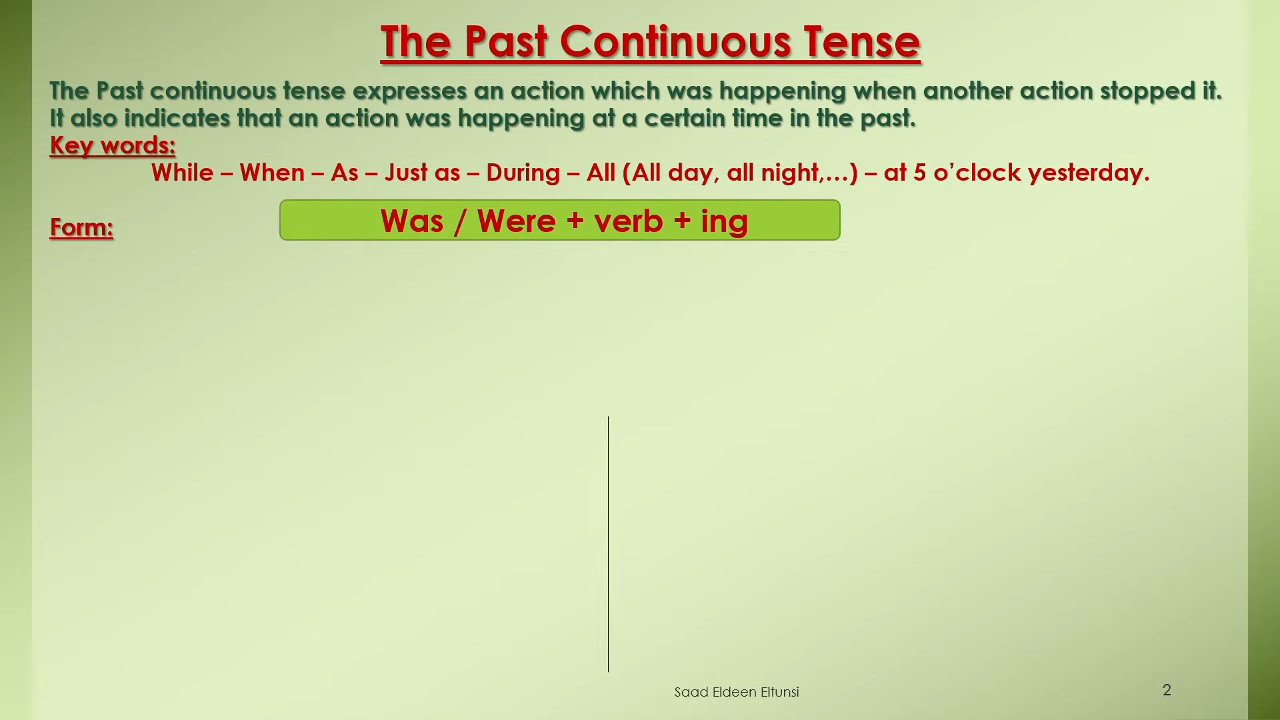 The Past Continuous Tense
The Past continuous tense expresses an action which was happening when another action stopped it.
It also indicates that an action was happening at a certain time in the past.
Key words:
While – When – As – Just as – During – All (All day, all night,…) – at 5 o’clock yesterday.
Form:
Was / Were + verb + ing
Saad Eldeen Eltunsi
2